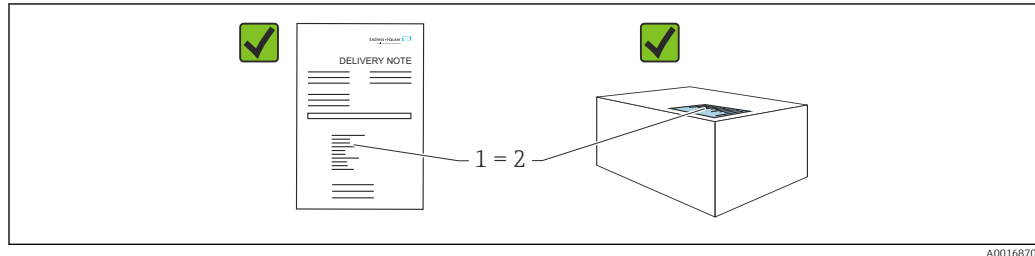 Endress+Hauser
DELIVERY NOTE
1 = 2
A0016870